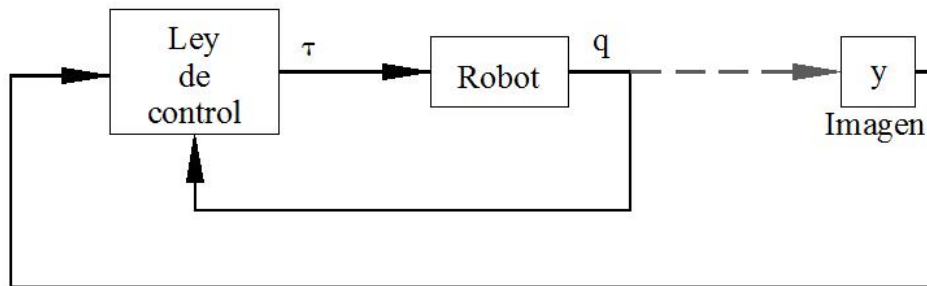 Ley
de
control
τ
Robot
q
y
Imagen